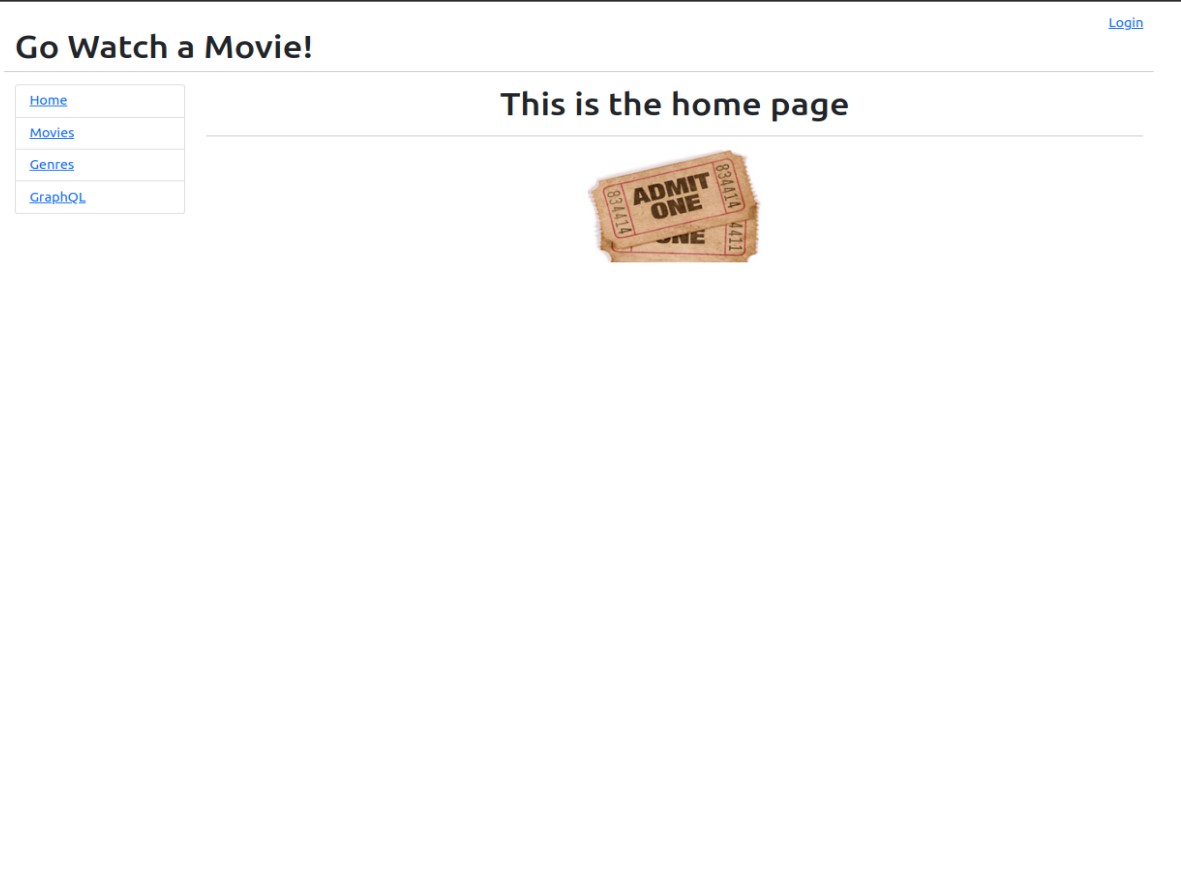 Login
Go Watch a Movie!
Home
Movies
Genres
GraphQL
This is the home page
834414
ADMIT
ONE
834414
ONE
4411